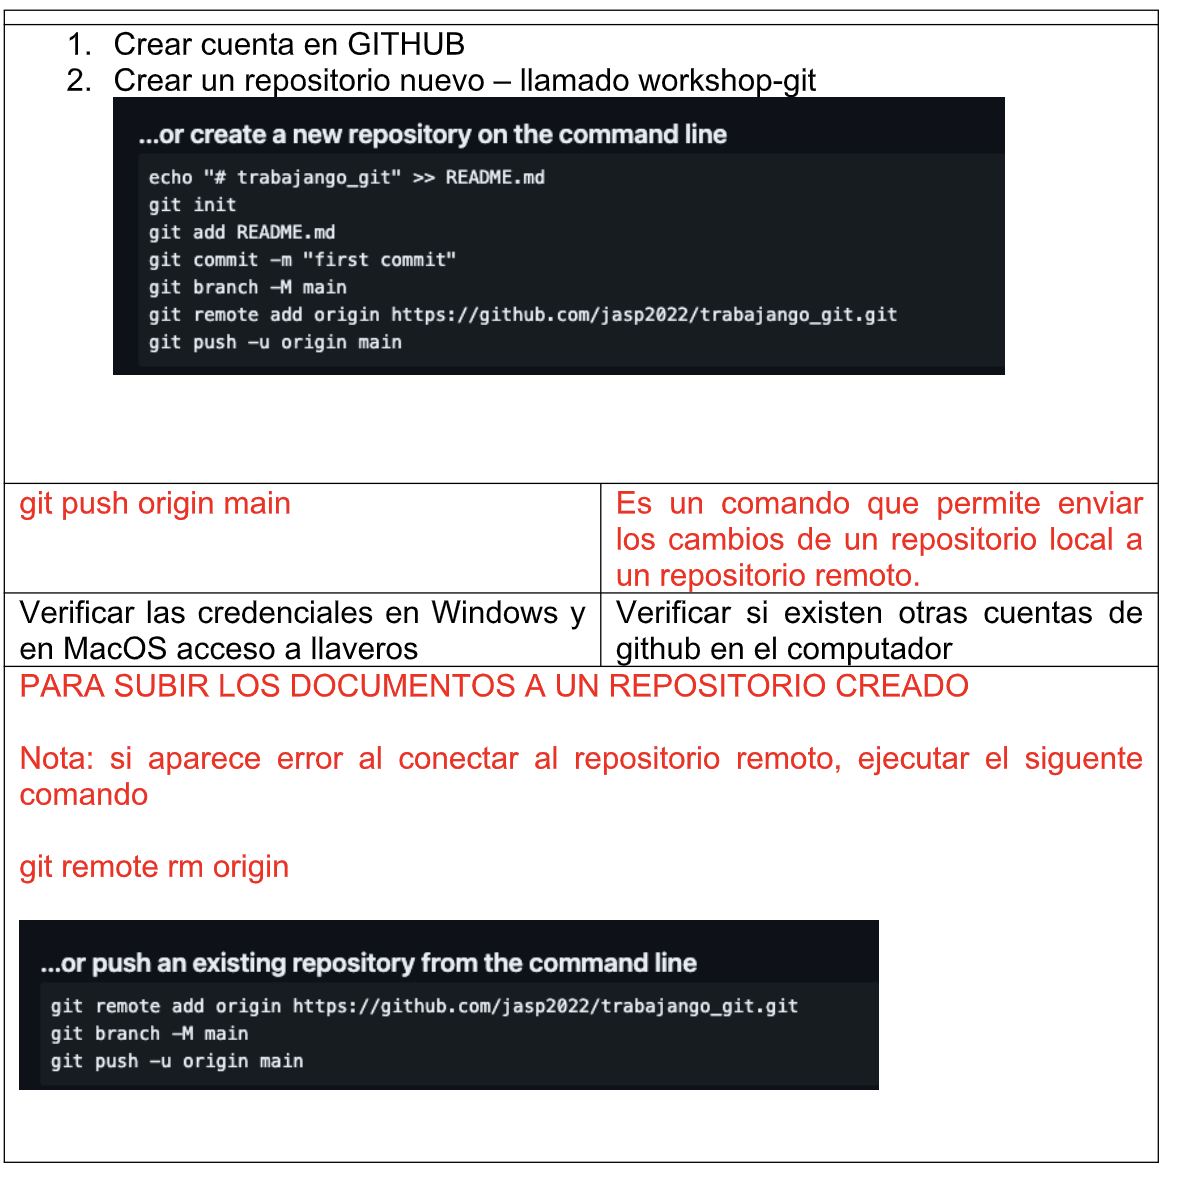 1. Crear cuenta en GITHUB
2. Crear un repositorio nuevo – llamado workshop-git
...or create a new repository on the command line
echo "# trabajango_git" >> README.md
git init
git add README.md
git commit -m "first commit"
git branch -M main
git remote add origin https://github.com/jasp2022/trabajango_git.git
git push -u origin main
git push origin main
Es un comando que permite enviar
los cambios de un repositorio local a
un repositorio remoto.
Verificar las credenciales en Windows y
en MacOS acceso a llaveros
Verificar si existen otras cuentas de
github en el computador
PARA SUBIR LOS DOCUMENTOS A UN REPOSITORIO CREADO
Nota: si aparece error al conectar al repositorio remoto, ejecutar el siguente
comando
git remote rm origin
...or push an existing repository from the command line
git remote add origin https://github.com/jasp2022/trabajango_git.git
git branch -M main
git push -u origin main